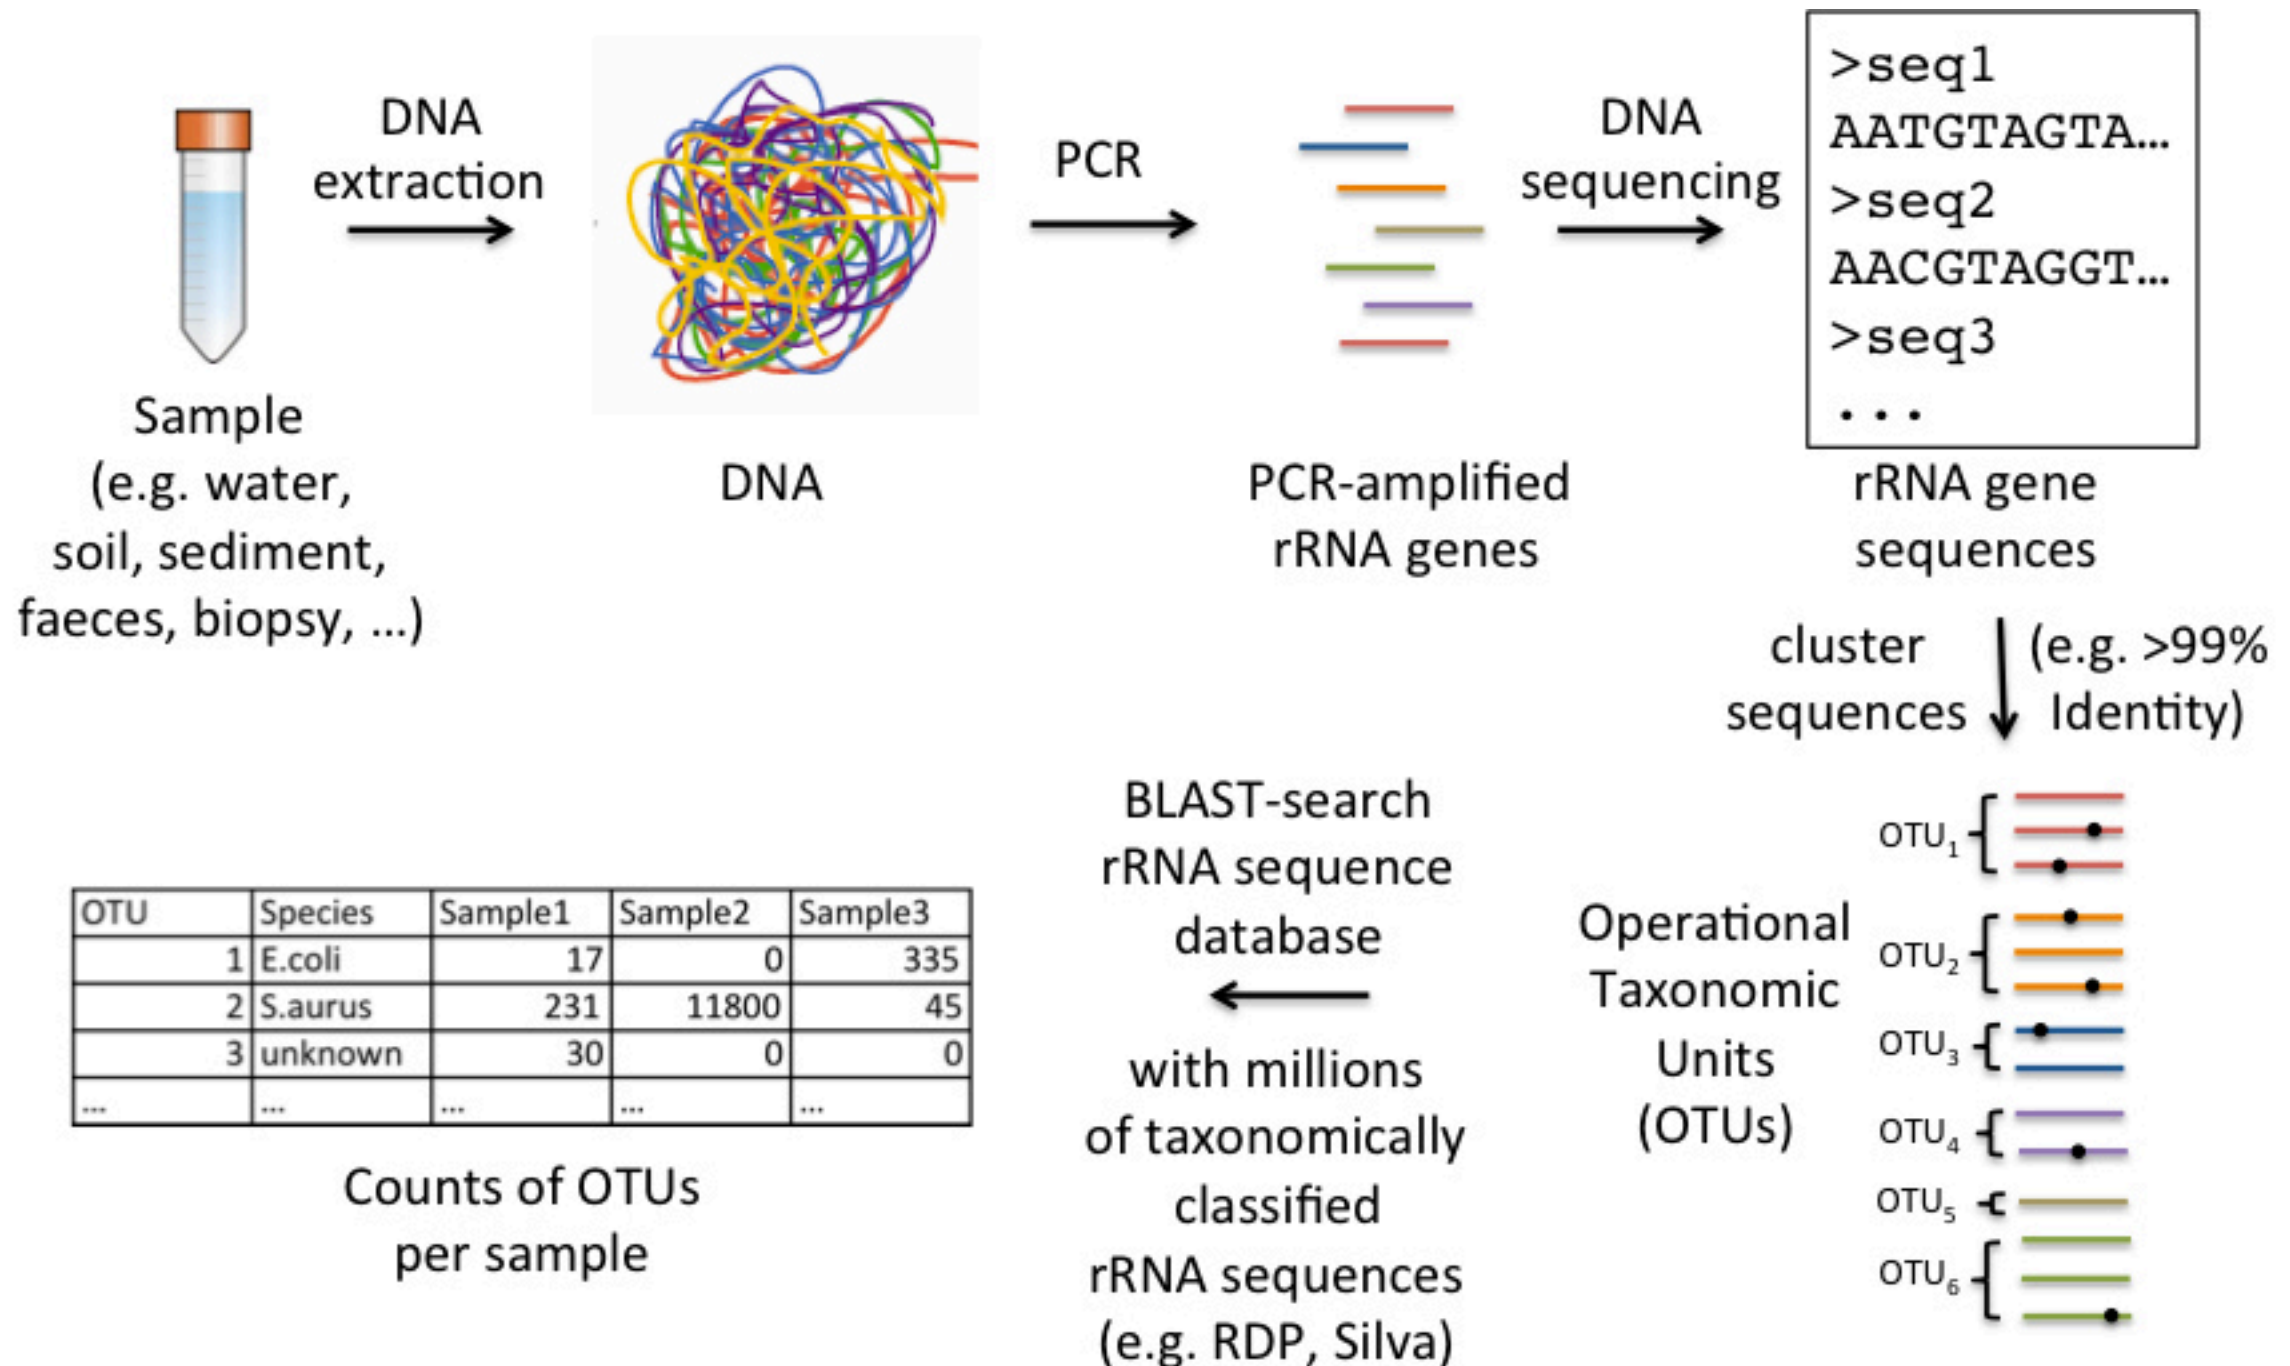 DNA
extraction
Sample
(e.g. water,
soil, sediment,
faeces, biopsy, ...)
DNA
PCR
PCR-amplified
rRNA genes
DNA
sequencing
>seq1
AATGTAGTA...
>seq2
AACGTAGGT...
>seq3
...
rRNA gene
sequences
cluster
sequences
(e.g. >99%
Identity)
OTU1
OTU2
OTU3
OTU4
OTU5
OTU6
Operational
Taxonomic
Units
(OTUs)
BLAST-search
rRNA sequence
database
with millions
of taxonomically
classified
rRNA sequences
(e.g. RDP, Silva)
OTU Species Sample1 Sample2 Sample3
1 E.coli 17 0 335
2 S.aurus 231 11800 45
3 unknown 30 0 0
... ... ... ... ...
Counts of OTUs
per sample